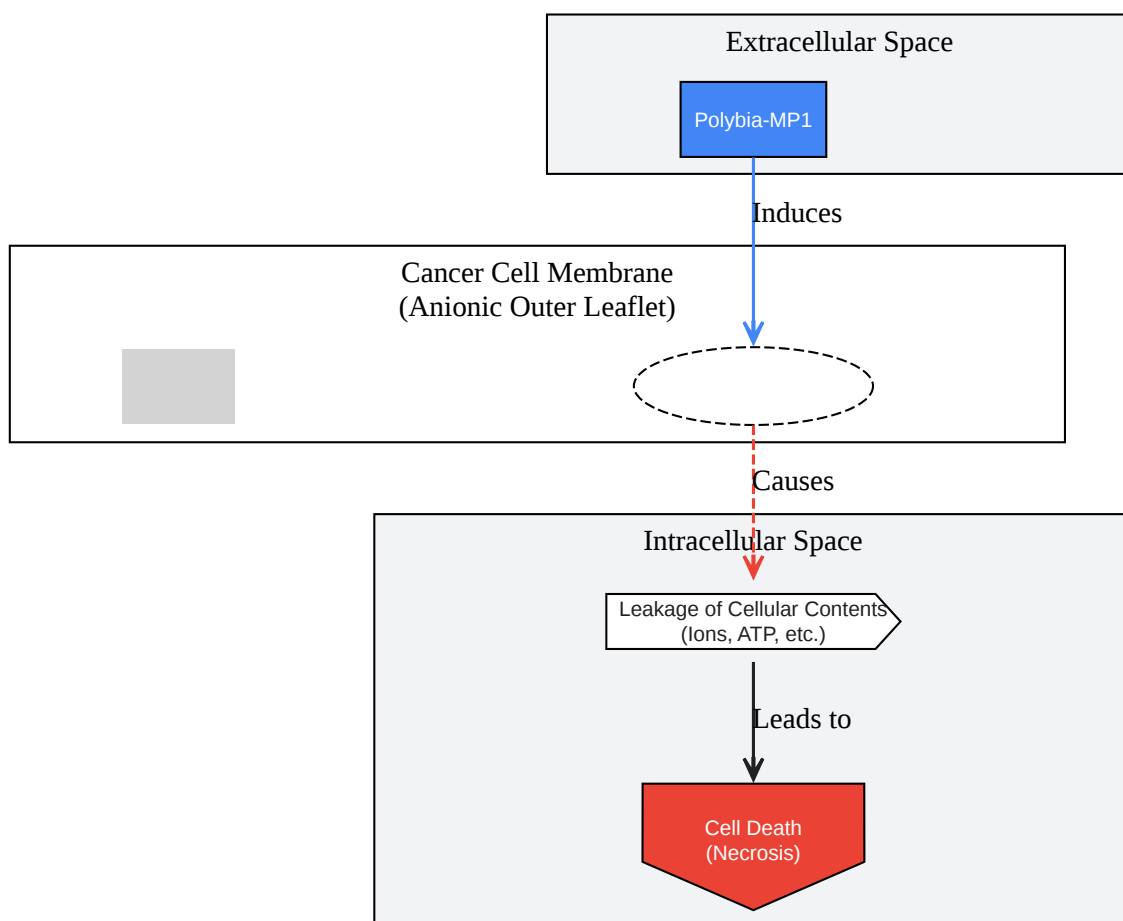 Extracellular Space
Polybia-MP1
Induces
Cancer Cell Membrane
(Anionic Outer Leaflet)
Causes
Intracellular Space
Leakage of Cellular Contents
(Ions, ATP, etc.)
Leads to
Cell Death
(Necrosis)